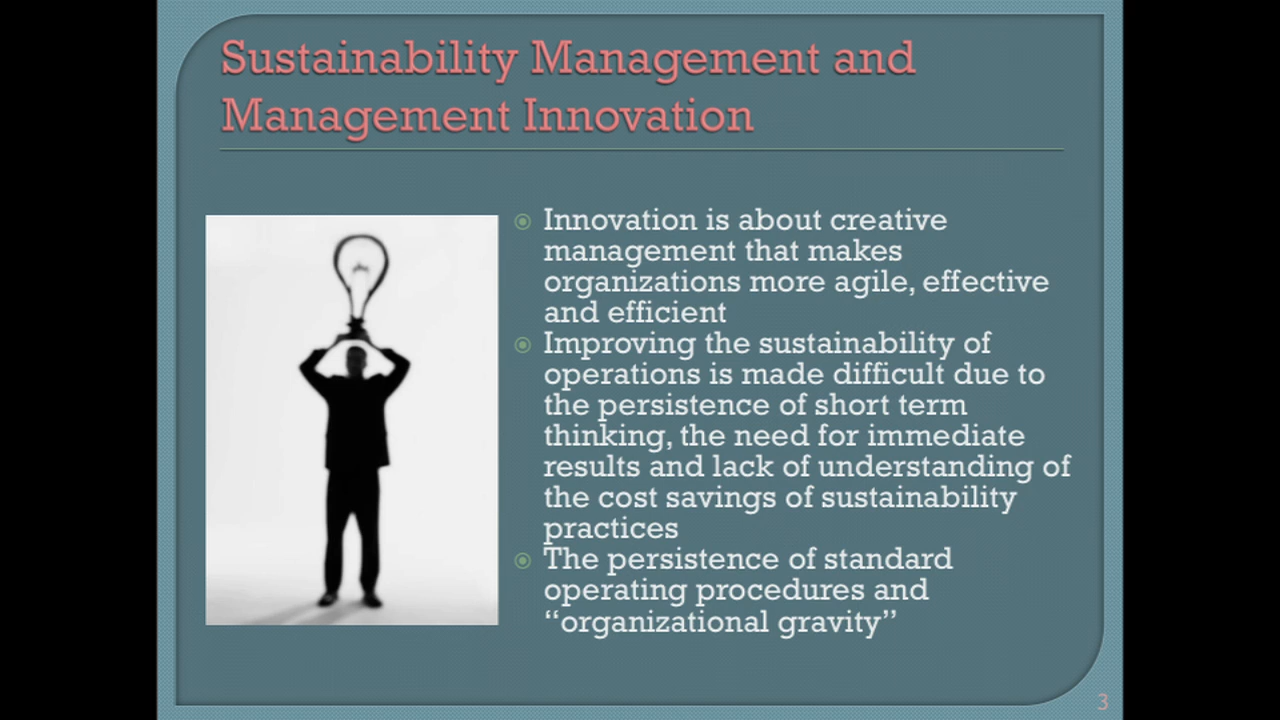 Sustainability Management and
Management Innovation
Innovation is about creative
management that makes
organizations more agile, effective
and efficient
Improving the sustainability of
operations is made difficult due to
the persistence of short term
thinking, the need for immediate
results and lack of understanding of
the cost savings of sustainability
practices
The persistence of standard
operating procedures and
“organizational gravity”
3